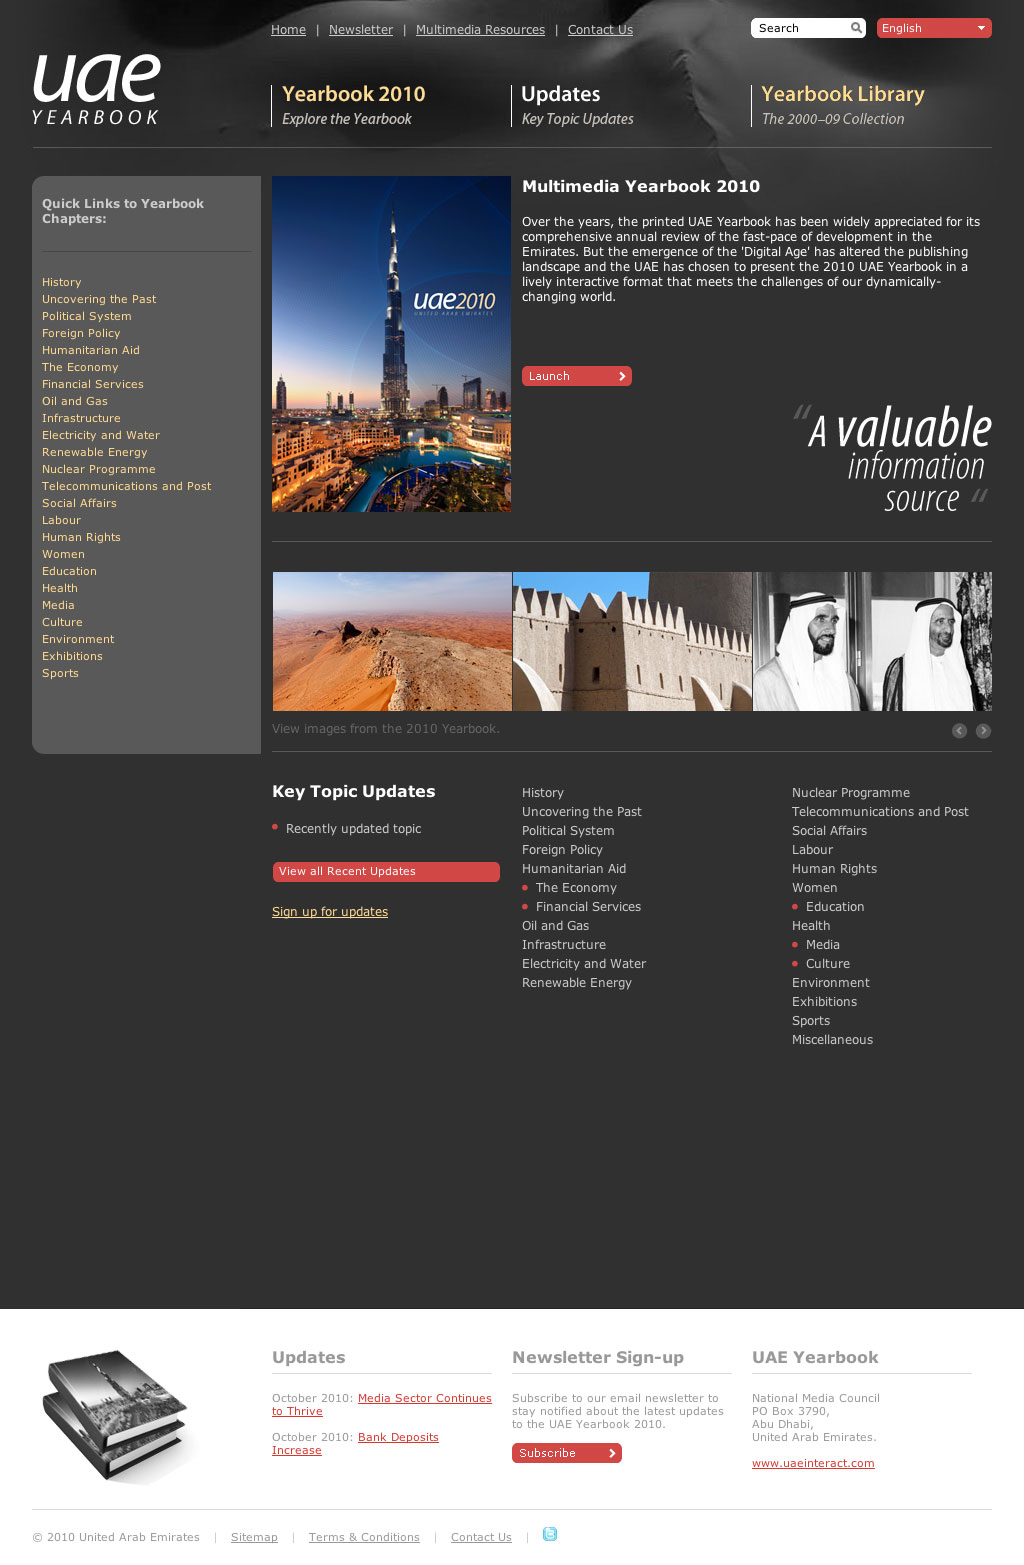 Home | Newsletter | Multimedia Resources | Contact Us
Search
English
uae
YEARBOOK
Yearbook 2010
Explore the Yearbook
Updates
Key Topic Updates
Yearbook Library
The 2000–09 Collection
Quick Links to Yearbook
Chapters:
History
Uncovering the Past
Political System
Foreign Policy
Humanitarian Aid
The Economy
Financial Services
Oil and Gas
Infrastructure
Electricity and Water
Renewable Energy
Nuclear Programme
Telecommunications and Post
Social Affairs
Labour
Human Rights
Women
Education
Health
Media
Culture
Environment
Exhibitions
Sports
uae2010
UNITED ARAB EMIRATES
Multimedia Yearbook 2010
Over the years, the printed UAE Yearbook has been widely appreciated for its
comprehensive annual review of the fast-pace of development in the
Emirates. But the emergence of the 'Digital Age' has altered the publishing
landscape and the UAE has chosen to present the 2010 UAE Yearbook in a
lively interactive format that meets the challenges of our dynamically-
changing world.
Launch
"A valuable
information
source "
View images from the 2010 Yearbook.
Key Topic Updates
• Recently updated topic
View all Recent Updates
Sign up for updates
History
Uncovering the Past
Political System
Foreign Policy
Humanitarian Aid
• The Economy
• Financial Services
Oil and Gas
Infrastructure
Electricity and Water
Renewable Energy
Nuclear Programme
Telecommunications and Post
Social Affairs
Labour
Human Rights
Women
• Education
Health
• Media
• Culture
Environment
Exhibitions
Sports
Miscellaneous
Updates
October 2010: Media Sector Continues
to Thrive
October 2010: Bank Deposits
Increase
Newsletter Sign-up
Subscribe to our email newsletter to
stay notified about the latest updates
to the UAE Yearbook 2010.
Subscribe
UAE Yearbook
National Media Council
PO Box 3790,
Abu Dhabi,
United Arab Emirates.
www.uaeinteract.com
© 2010 United Arab Emirates | Sitemap | Terms & Conditions | Contact Us |